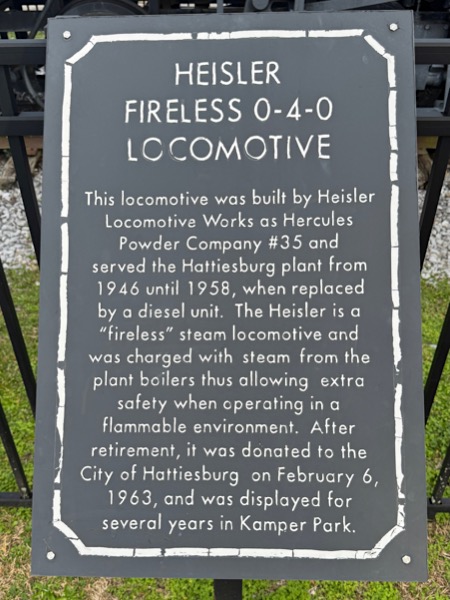 HEISLER
FIRELESS 0-4-0
LOCOMOTIVE
This locomotive was built by Heisler
Locomotive Works as Hercules
Powder Company #35 and
served the Hattiesburg plant from
1946 until 1958, when replaced
by a diesel unit. The Heisler is a
"fireless" steam locomotive and
was charged with steam from the
plant boilers thus allowing extra
safety when operating in a
flammable environment. After
retirement, it was donated to the
City of Hattiesburg on February 6,
1963, and was displayed for
several years in Kamper Park.